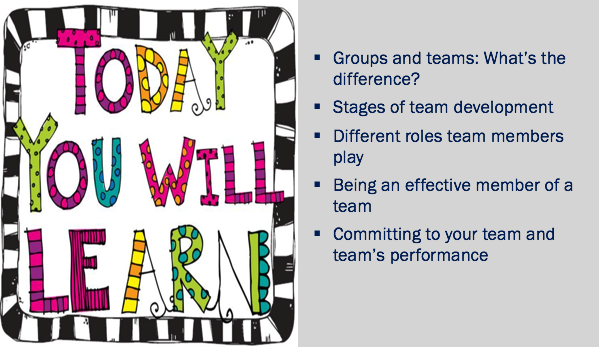 TODAY
YOU WILL
LEARN
▪ Groups and teams: What's the
difference?
▪ Stages of team development
▪ Different roles team members
play
▪ Being an effective member of a
team
▪ Committing to your team and
team's performance